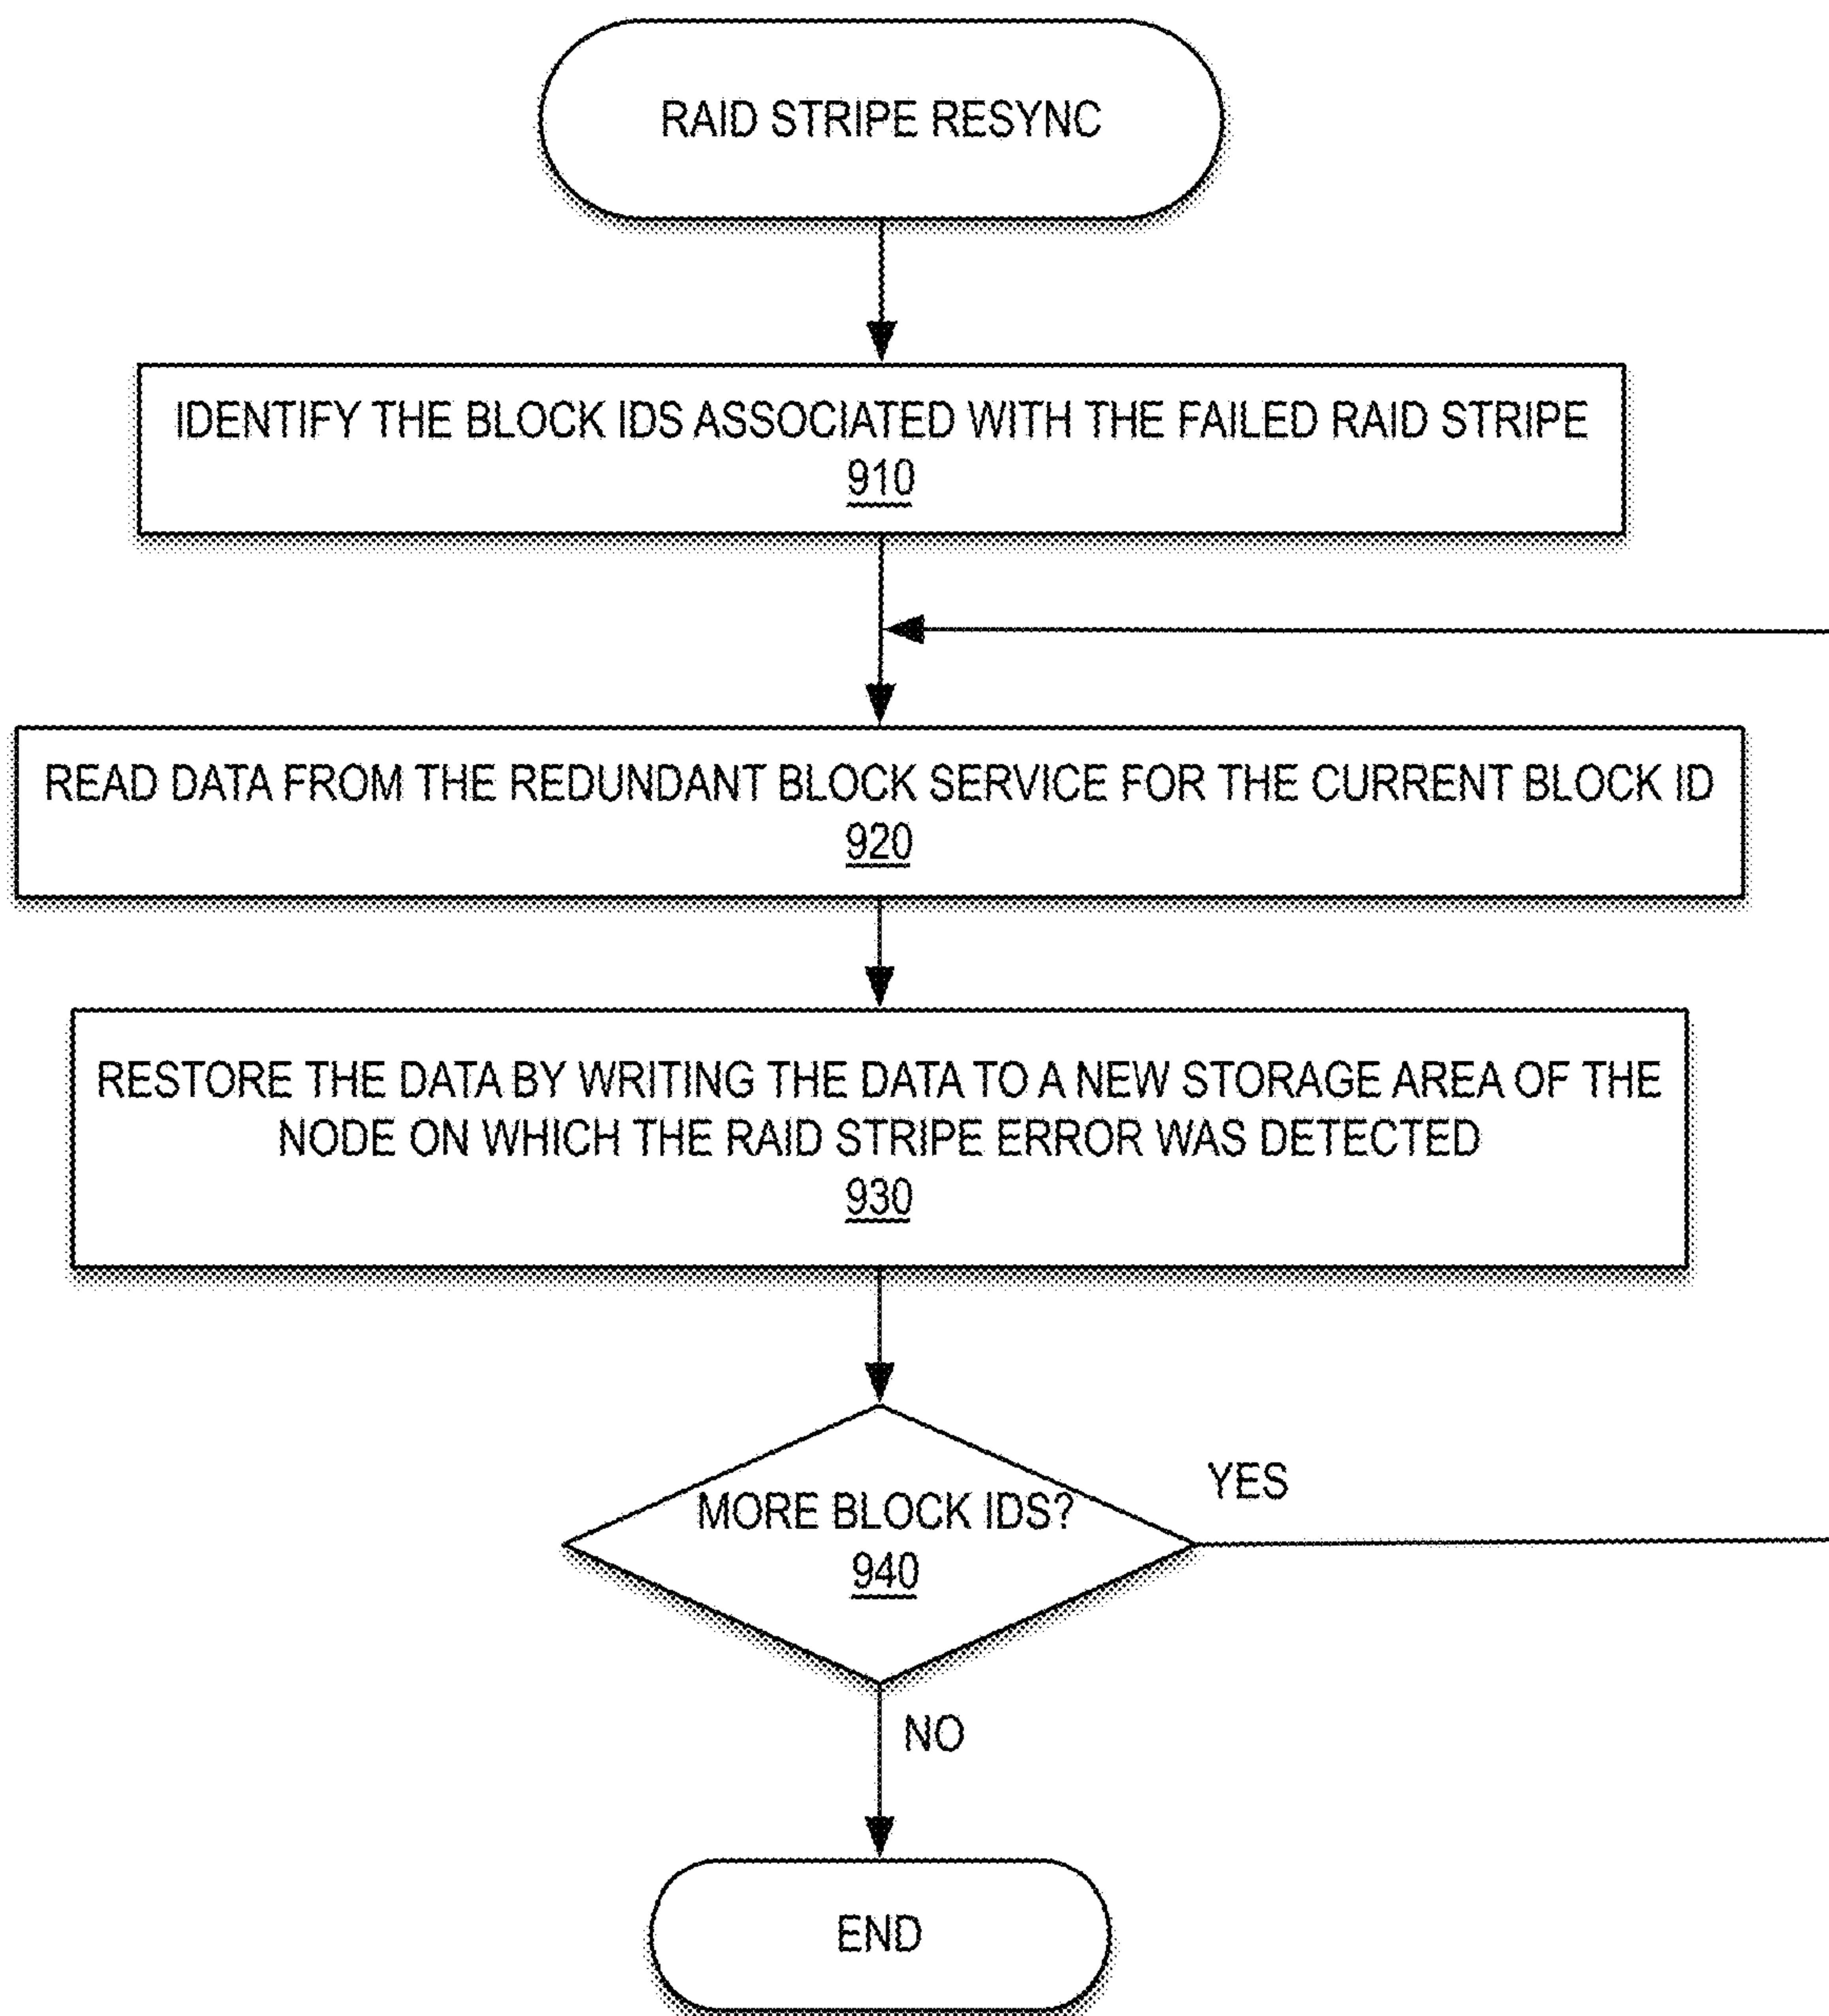 RAID STRIPE RESYNC
IDENTIFY THE BLOCK IDS ASSOCIATED WITH THE FAILED RAID STRIPE
910
READ DATA FROM THE REDUNDANT BLOCK SERVICE FOR THE CURRENT BLOCK ID
920
RESTORE THE DATA BY WRITING THE DATA TO A NEW STORAGE AREA OF THE
NODE ON WHICH THE RAID STRIPE ERROR WAS DETECTED
930
MORE BLOCK IDS?
940
YES
NO
END